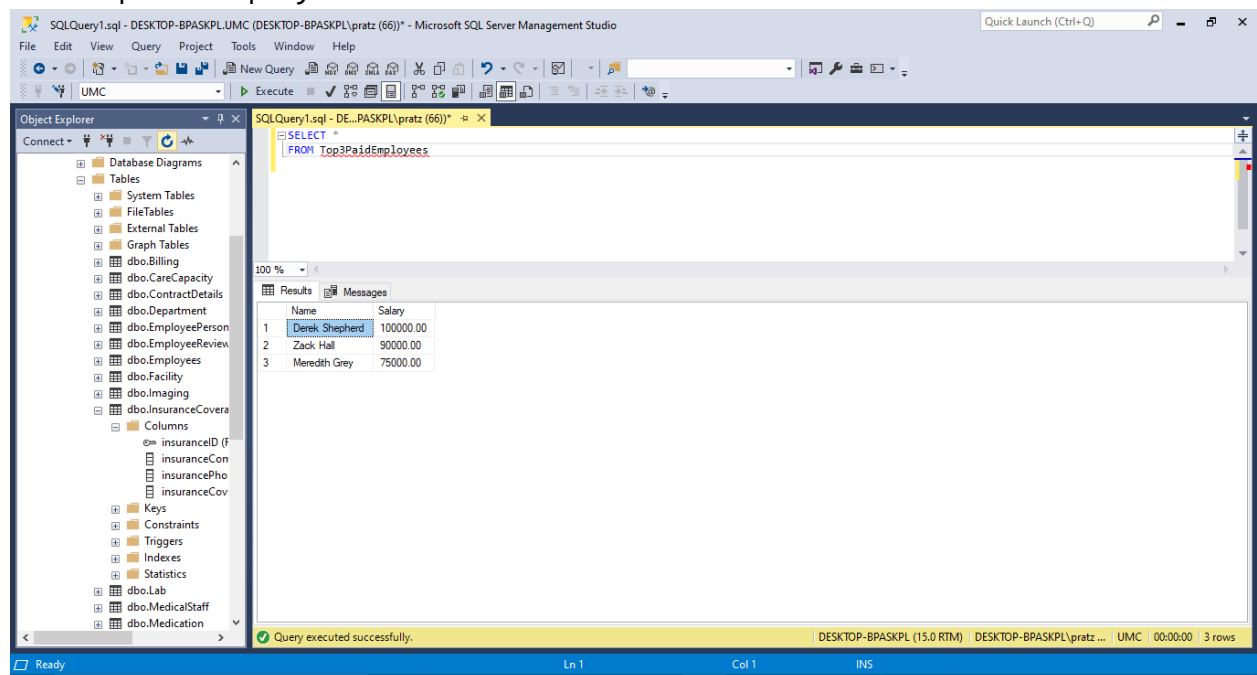 SQLQuery1.sql - DESKTOP-BPASKPL.UMC (DESKTOP-BPASKPL\pratz (66))* - Microsoft SQL Server Management Studio
Quick Launch (Ctrl+Q)
File Edit View Query Project Tools Window Help
New Query
UMC
Execute
Object Explorer
SQLQuery1.sql - DE...PASKPL\pratz (66))*
Connect
SELECT *
FROM Top3PaidEmployees
Database Diagrams
Tables
System Tables
FileTables
External Tables
Graph Tables
dbo.Billing
dbo.CareCapacity
dbo.ContractDetails
dbo.Department
dbo.EmployeePerson
dbo.EmployeeReview
dbo.Employees
dbo.Facility
dbo.Imaging
dbo.InsuranceCovera
Columns
insuranceID (F
insuranceCom
insurancePho
insuranceCov
Keys
Constraints
Triggers
Indexes
Statistics
dbo.Lab
dbo.MedicalStaff
dbo.Medication
100 %
Results Messages
Name Salary
1 Derek Shepherd 100000.00
2 Zack Hall 90000.00
3 Meredith Grey 75000.00
Query executed successfully.
DESKTOP-BPASKPL (15.0 RTM) DESKTOP-BPASKPL\pratz ... UMC 00:00:00 3 rows
Ready Ln 1 Col 1 INS